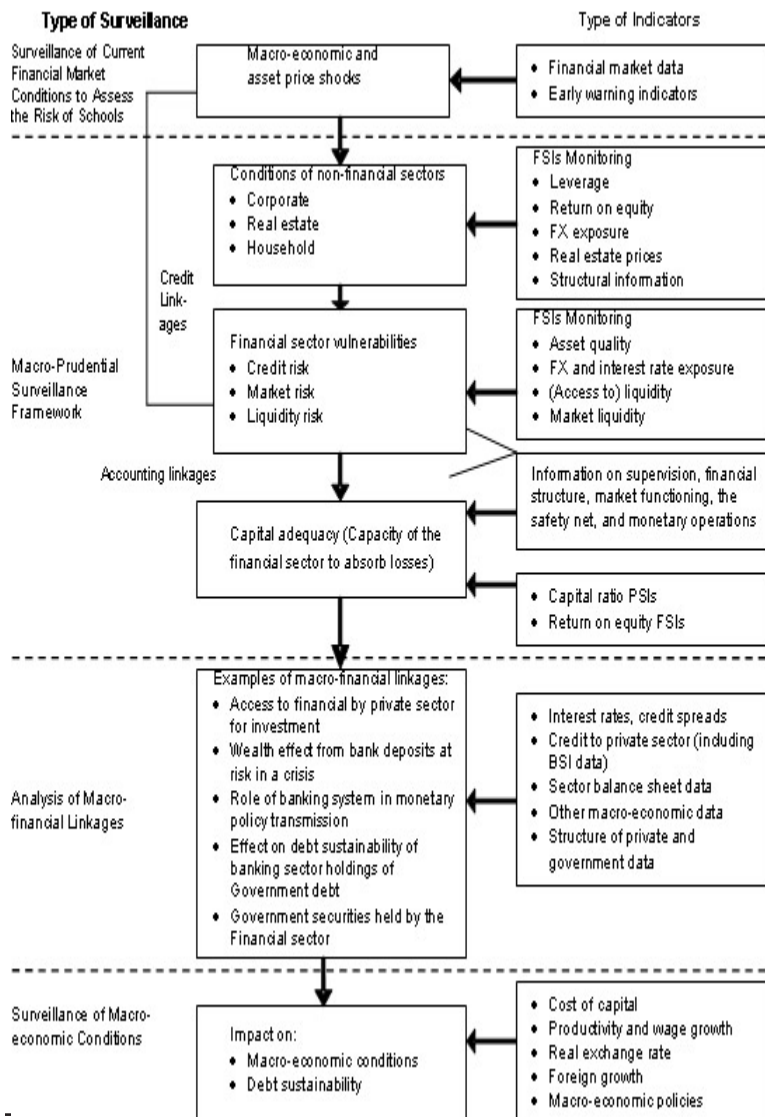 Type of Surveillance
Type of Indicators
Surveillance of Current
Financial Market
Conditions to Assess
the Risk of Schools
Macro-economic and
asset price shocks
• Financial market data
• Early warning indicators
Conditions of non-financial sectors
• Corporate
• Real estate
• Household
FSIs Monitoring
• Leverage
• Return on equity
• FX exposure
• Real estate prices
• Structural information
Credit
Link-
ages
Macro-Prudential
Surveillance
Framework
Financial sector vulnerabilities
• Credit risk
• Market risk
• Liquidity risk
FSIs Monitoring
• Asset quality
• FX and interest rate exposure
• (Access to) liquidity
• Market liquidity
Accounting linkages
Information on supervision, financial
structure, market functioning, the
safety net, and monetary operations
Capital adequacy (Capacity of the
financial sector to absorb losses)
• Capital ratio PSIs
• Return on equity FSIs
Analysis of Macro-
financial Linkages
Examples of macro-financial linkages:
• Access to financial by private sector
for investment
• Wealth effect from bank deposits at
risk in a crisis
• Role of banking system in monetary
policy transmission
• Effect on debt sustainability of
banking sector holdings of
Government debt
• Government securities held by the
Financial sector
• Interest rates, credit spreads
• Credit to private sector (including
BSI data)
• Sector balance sheet data
• Other macro-economic data
• Structure of private and
government data
Surveillance of Macro-
economic Conditions
Impact on:
• Macro-economic conditions
• Debt sustainability
• Cost of capital
• Productivity and wage growth
• Real exchange rate
• Foreign growth
• Macro-economic policies